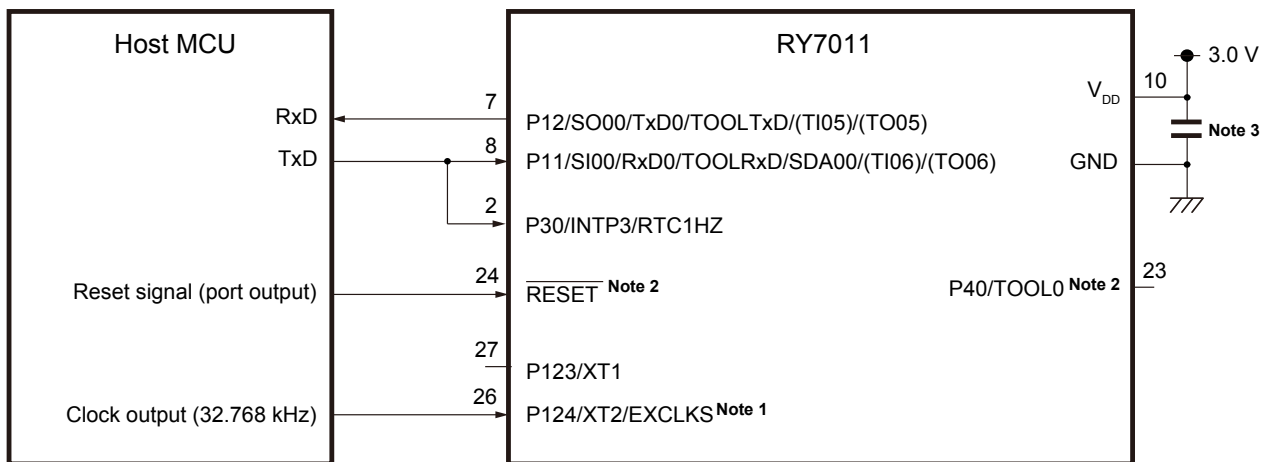 Host MCU
RY7011
3.0 V
10
VDD
Note 3
GND
RxD
7
P12/SO00/TxD0/TOOLTxD/(TI05)/(TO05)
TxD
8
P11/SI00/RxD0/TOOLRxD/SDA00/(TI06)/(TO06)
2
P30/INTP3/RTC1HZ
Reset signal (port output)
24
RESET Note 2
P40/TOOL0 Note 2
23
27
P123/XT1
Clock output (32.768 kHz)
26
P124/XT2/EXCLKS Note 1